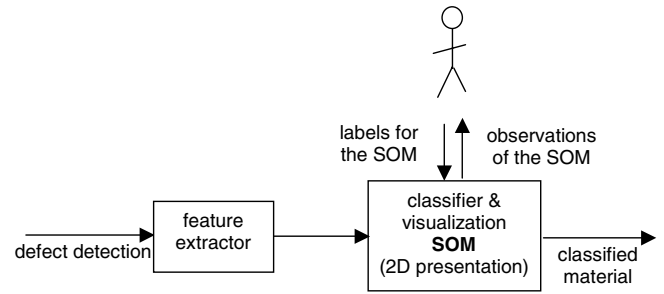 labels for
the SOM
observations
of the SOM
defect detection
feature
extractor
classifier &
visualization
SOM
(2D presentation)
classified
material